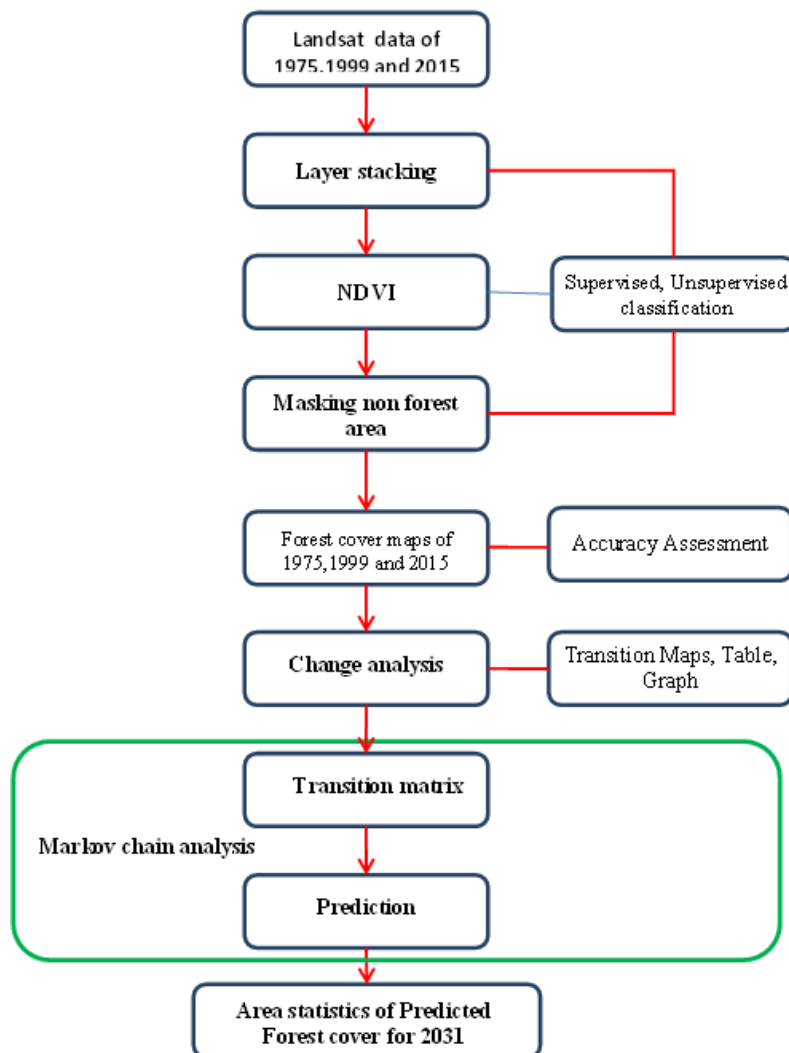 Landsat data of
1975,1999 and 2015
Layer stacking
NDVI
Supervised, Unsupervised
classification
Masking non forest
area
Forest cover maps of
1975,1999 and 2015
Accuracy Assessment
Change analysis
Transition Maps, Table,
Graph
Transition matrix
Markov chain analysis
Prediction
Area statistics of Predicted
Forest cover for 2031